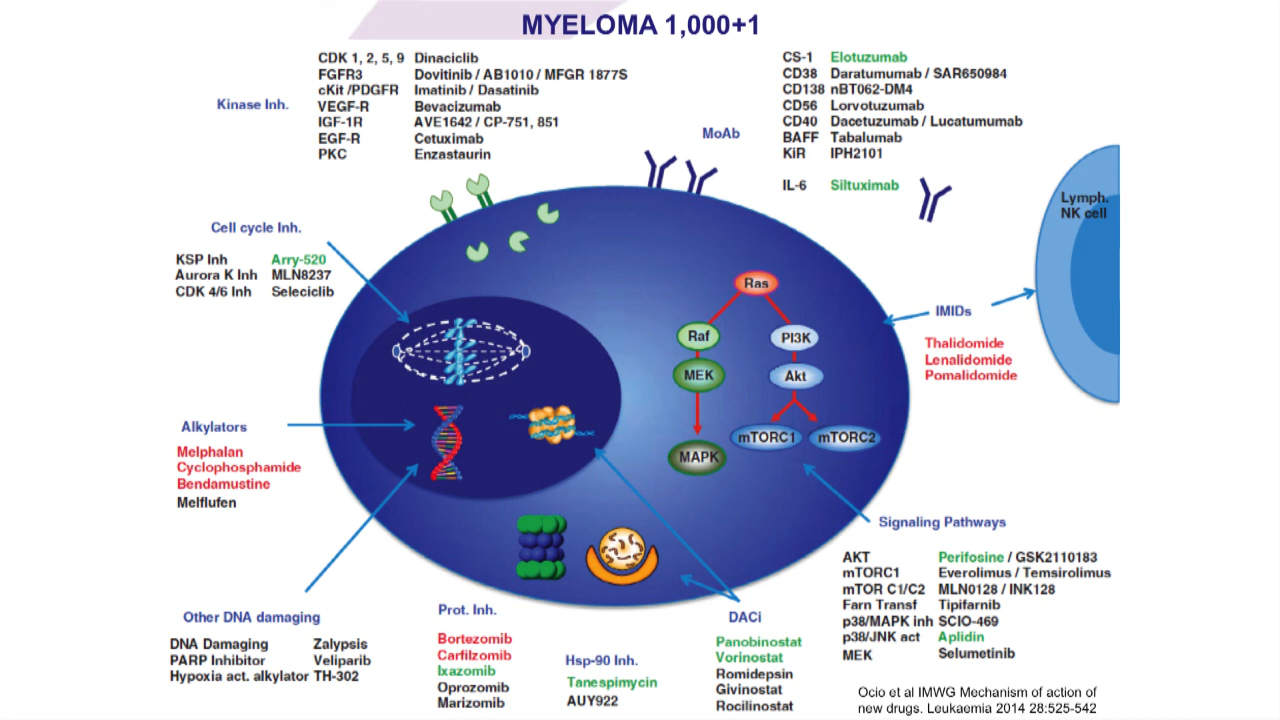 MYELOMA 1,000+1
Kinase Inh.
CDK 1, 2, 5, 9 Dinaciclib
FGFR3 Dovitinib / AB1010 / MFGR 1877S
cKit /PDGFR Imatinib / Dasatinib
VEGF-R Bevacizumab
IGF-1R AVE1642 / CP-751, 851
EGF-R Cetuximab
PKC Enzastaurin
MoAb
CS-1 Elotuzumab
CD38 Daratumumab / SAR650984
CD138 nBT062-DM4
CD56 Lorvotuzumab
CD40 Dacetuzumab / Lucatumumab
BAFF Tabalumab
KiR IPH2101
IL-6 Siltuximab
Lymph.
NK cell
Cell cycle Inh.
KSP Inh Arry-520
Aurora K Inh MLN8237
CDK 4/6 Inh Seleciclib
Ras
Raf
PI3K
MEK
Akt
mTORC1
mTORC2
MAPK
IMIDs
Thalidomide
Lenalidomide
Pomalidomide
Alkylators
Melphalan
Cyclophosphamide
Bendamustine
Melflufen
Signaling Pathways
AKT Perifosine / GSK2110183
mTORC1 Everolimus / Temsirolimus
mTOR C1/C2 MLN0128 / INK128
Farn Transf Tipifarnib
p38/MAPK inh SCIO-469
p38/JNK act Aplidin
MEK Selumetinib
Other DNA damaging
DNA Damaging Zalypsis
PARP Inhibitor Veliparib
Hypoxia act. alkylator TH-302
Prot. Inh.
Bortezomib
Carfilzomib
Ixazomib
Oprozomib
Marizomib
Hsp-90 Inh.
Tanespimycin
AUY922
DACi
Panobinostat
Vorinostat
Romidepsin
Givinostat
Rocilinostat
Ocio et al IMWG Mechanism of action of
new drugs. Leukaemia 2014 28:525-542